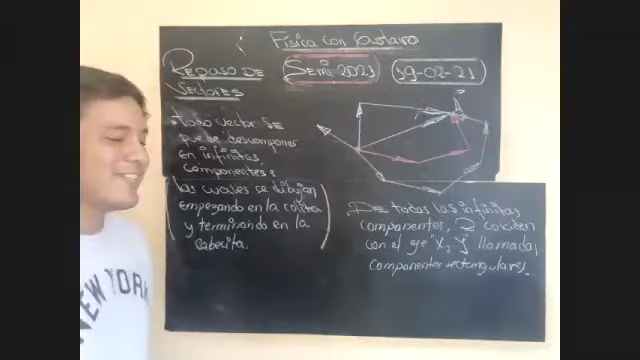 Física con Gustavo
Repaso de
Vectores
Semi 2021
19-02-21
todo vector se
puede descomponer
en infinitas
componentes
las cuales se dibujan
empezando en la colita
y terminando en la
cabecita.
De todas las infinitas
componentes, 2 coinciden
con el eje "x, y" llamadas
componentes rectangulares.
NEW YORK